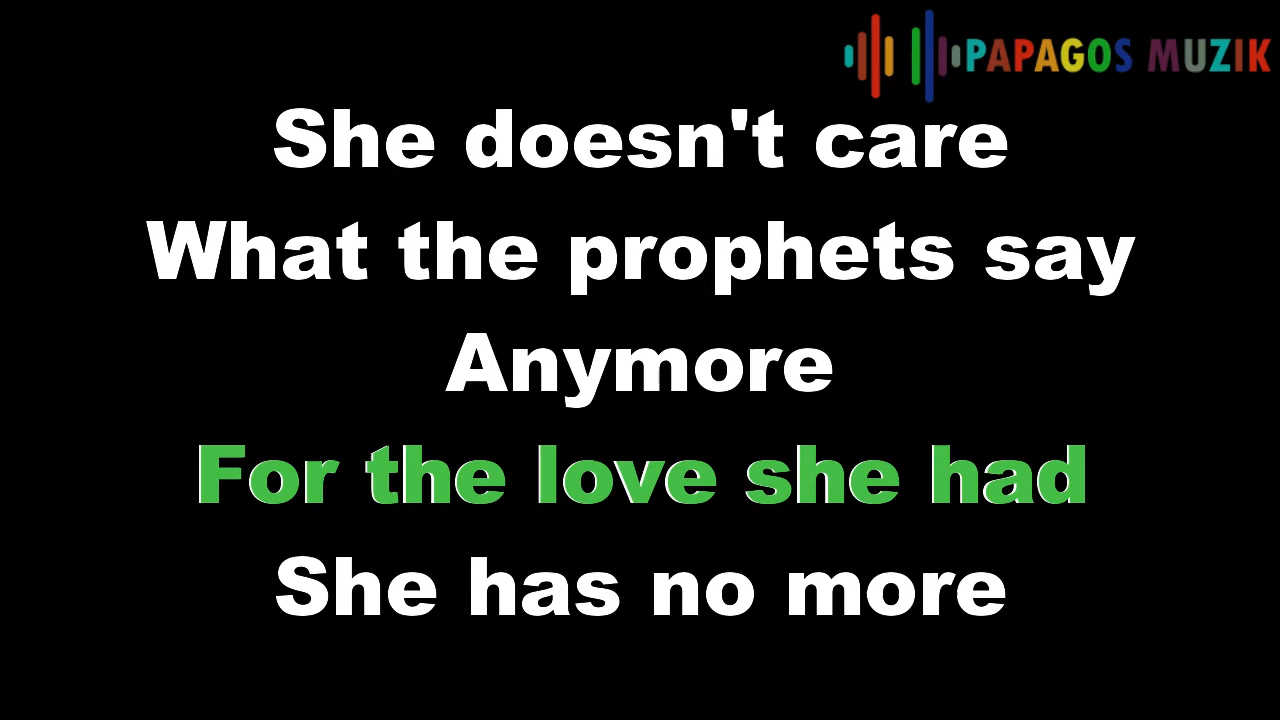 PAPAGOS MUZIK
She doesn't care
What the prophets say
Anymore
For the love she had
She has no more